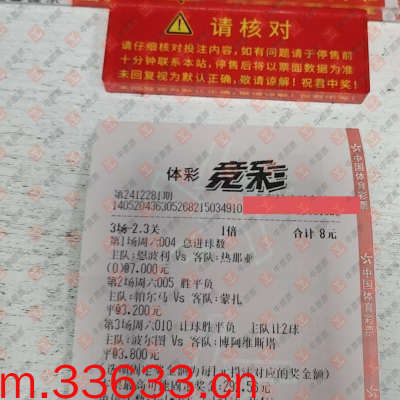 请核对
请仔细核对投注内容,如有问题请于停售前
十分钟联系本站,停售后将以票面数据为准
未回复视为默认正确,敬请谅解!祝君中奖!
体彩 竞彩
第2412281期
3场-2.3关 1倍 合计 8元
第1场周六004 总进球数
主队:恩波利 Vs 客队:热那亚
(0)@7.000元
第2场周六005 胜平负
主队:帕尔马 Vs 客队:蒙扎
平@3.200元
第3场周六010 让球胜平负 主队让2球
主队:波尔图 Vs 客队:博阿维斯塔
平@3.800元
中国体育彩票
中国体育彩票
m.33633.cn